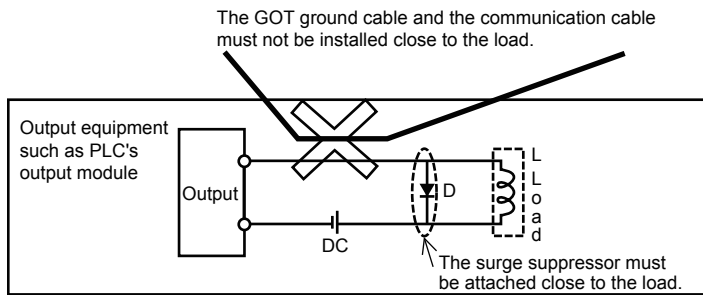 The GOT ground cable and the communication cable
must not be installed close to the load.
Output equipment
such as PLC's
output module
Output
D
DC
L
Load
The surge suppressor must
be attached close to the load.